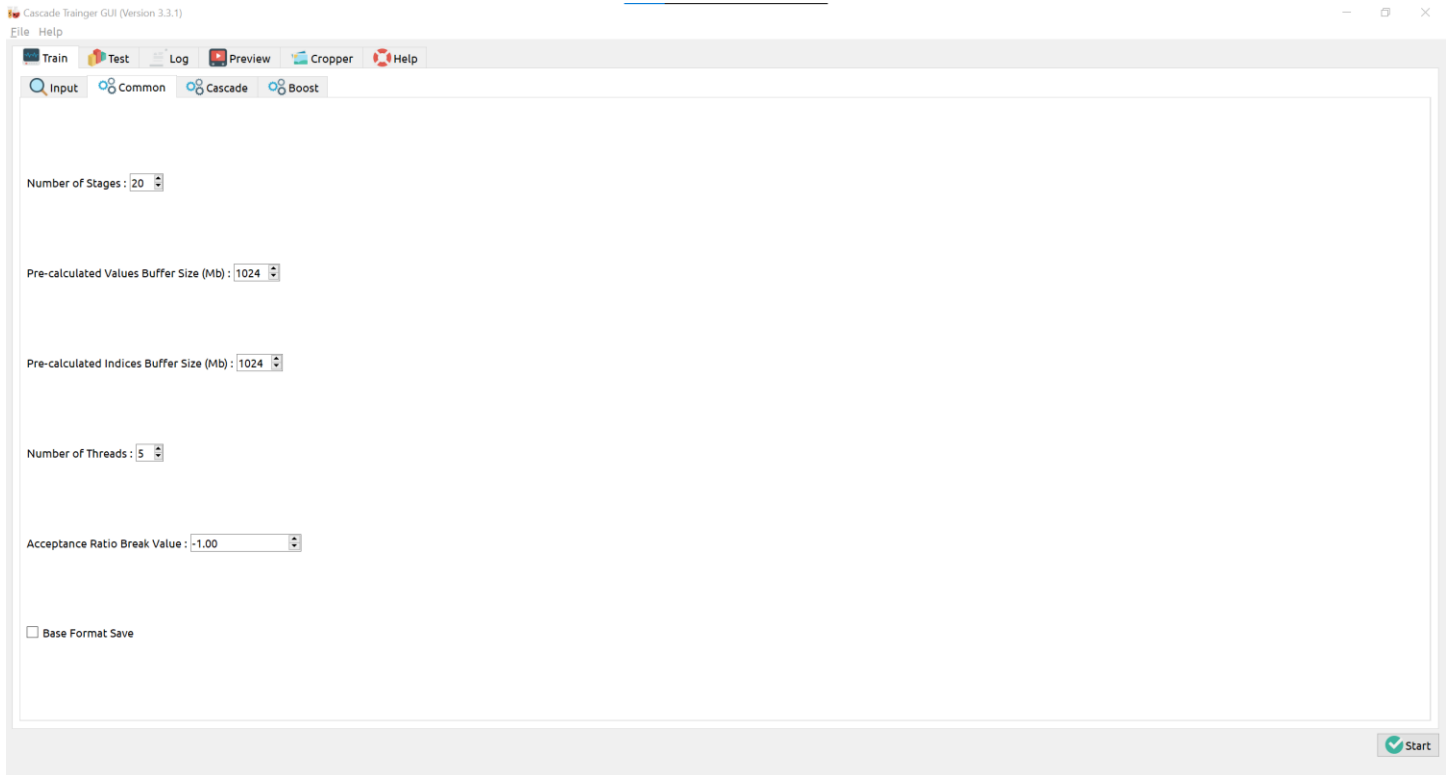 Cascade Trainger GUI (Version 3.3.1)
File Help
Train Test Log Preview Cropper Help
Input Common Cascade Boost
Number of Stages : 20
Pre-calculated Values Buffer Size (Mb) : 1024
Pre-calculated Indices Buffer Size (Mb) : 1024
Number of Threads : 5
Acceptance Ratio Break Value : -1.00
Base Format Save
Start